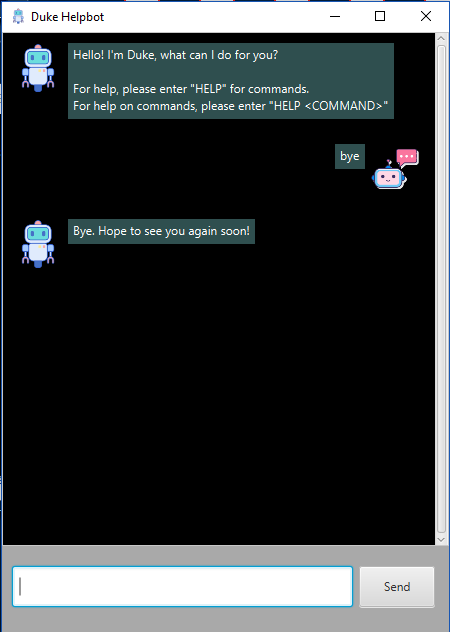 Duke Helpbot
Hello! I'm Duke, what can I do for you?
For help, please enter "HELP" for commands.
For help on commands, please enter "HELP <COMMAND>"
bye
Bye. Hope to see you again soon!
Send